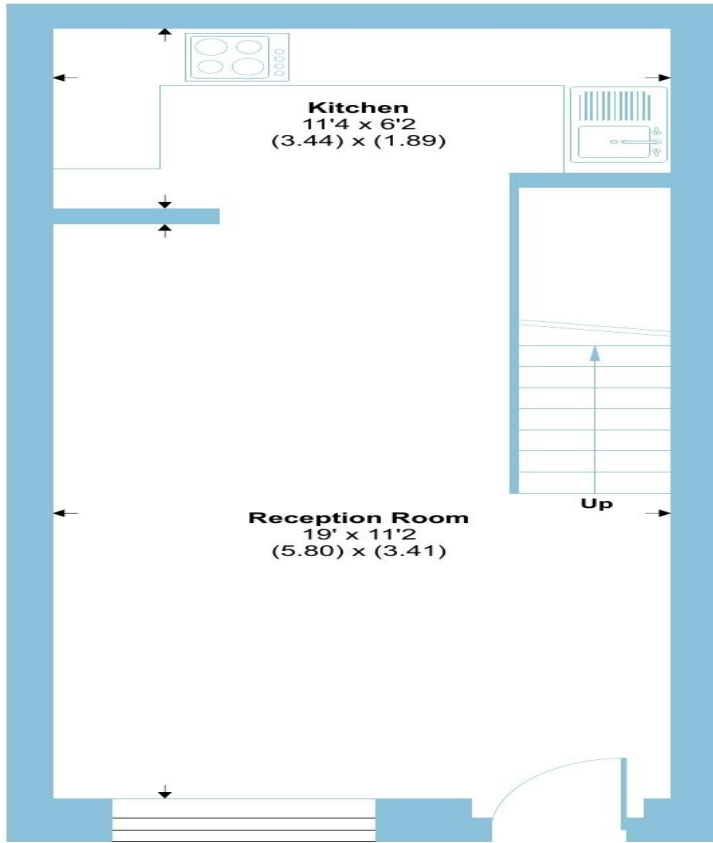 Kitchen
11'4 x 6'2
(3.44) x (1.89)
Up
Reception Room
19' x 11'2
(5.80) x (3.41)